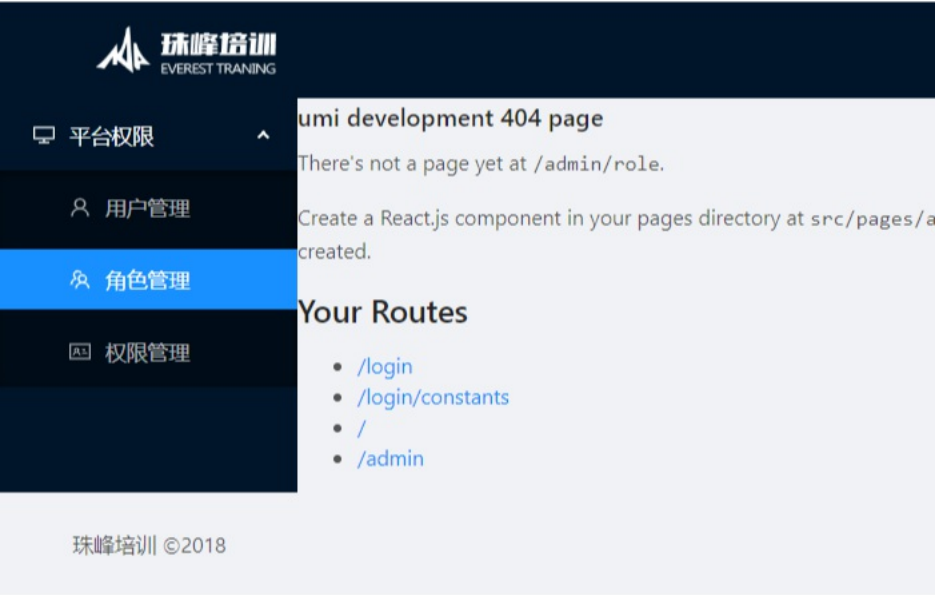 珠峰培训
EVEREST TRANING
平台权限
用户管理
角色管理
权限管理
umi development 404 page
There's not a page yet at /admin/role.
Create a React.js component in your pages directory at src/pages/a
created.
Your Routes
/login
/login/constants
/
/admin
珠峰培训 ©2018